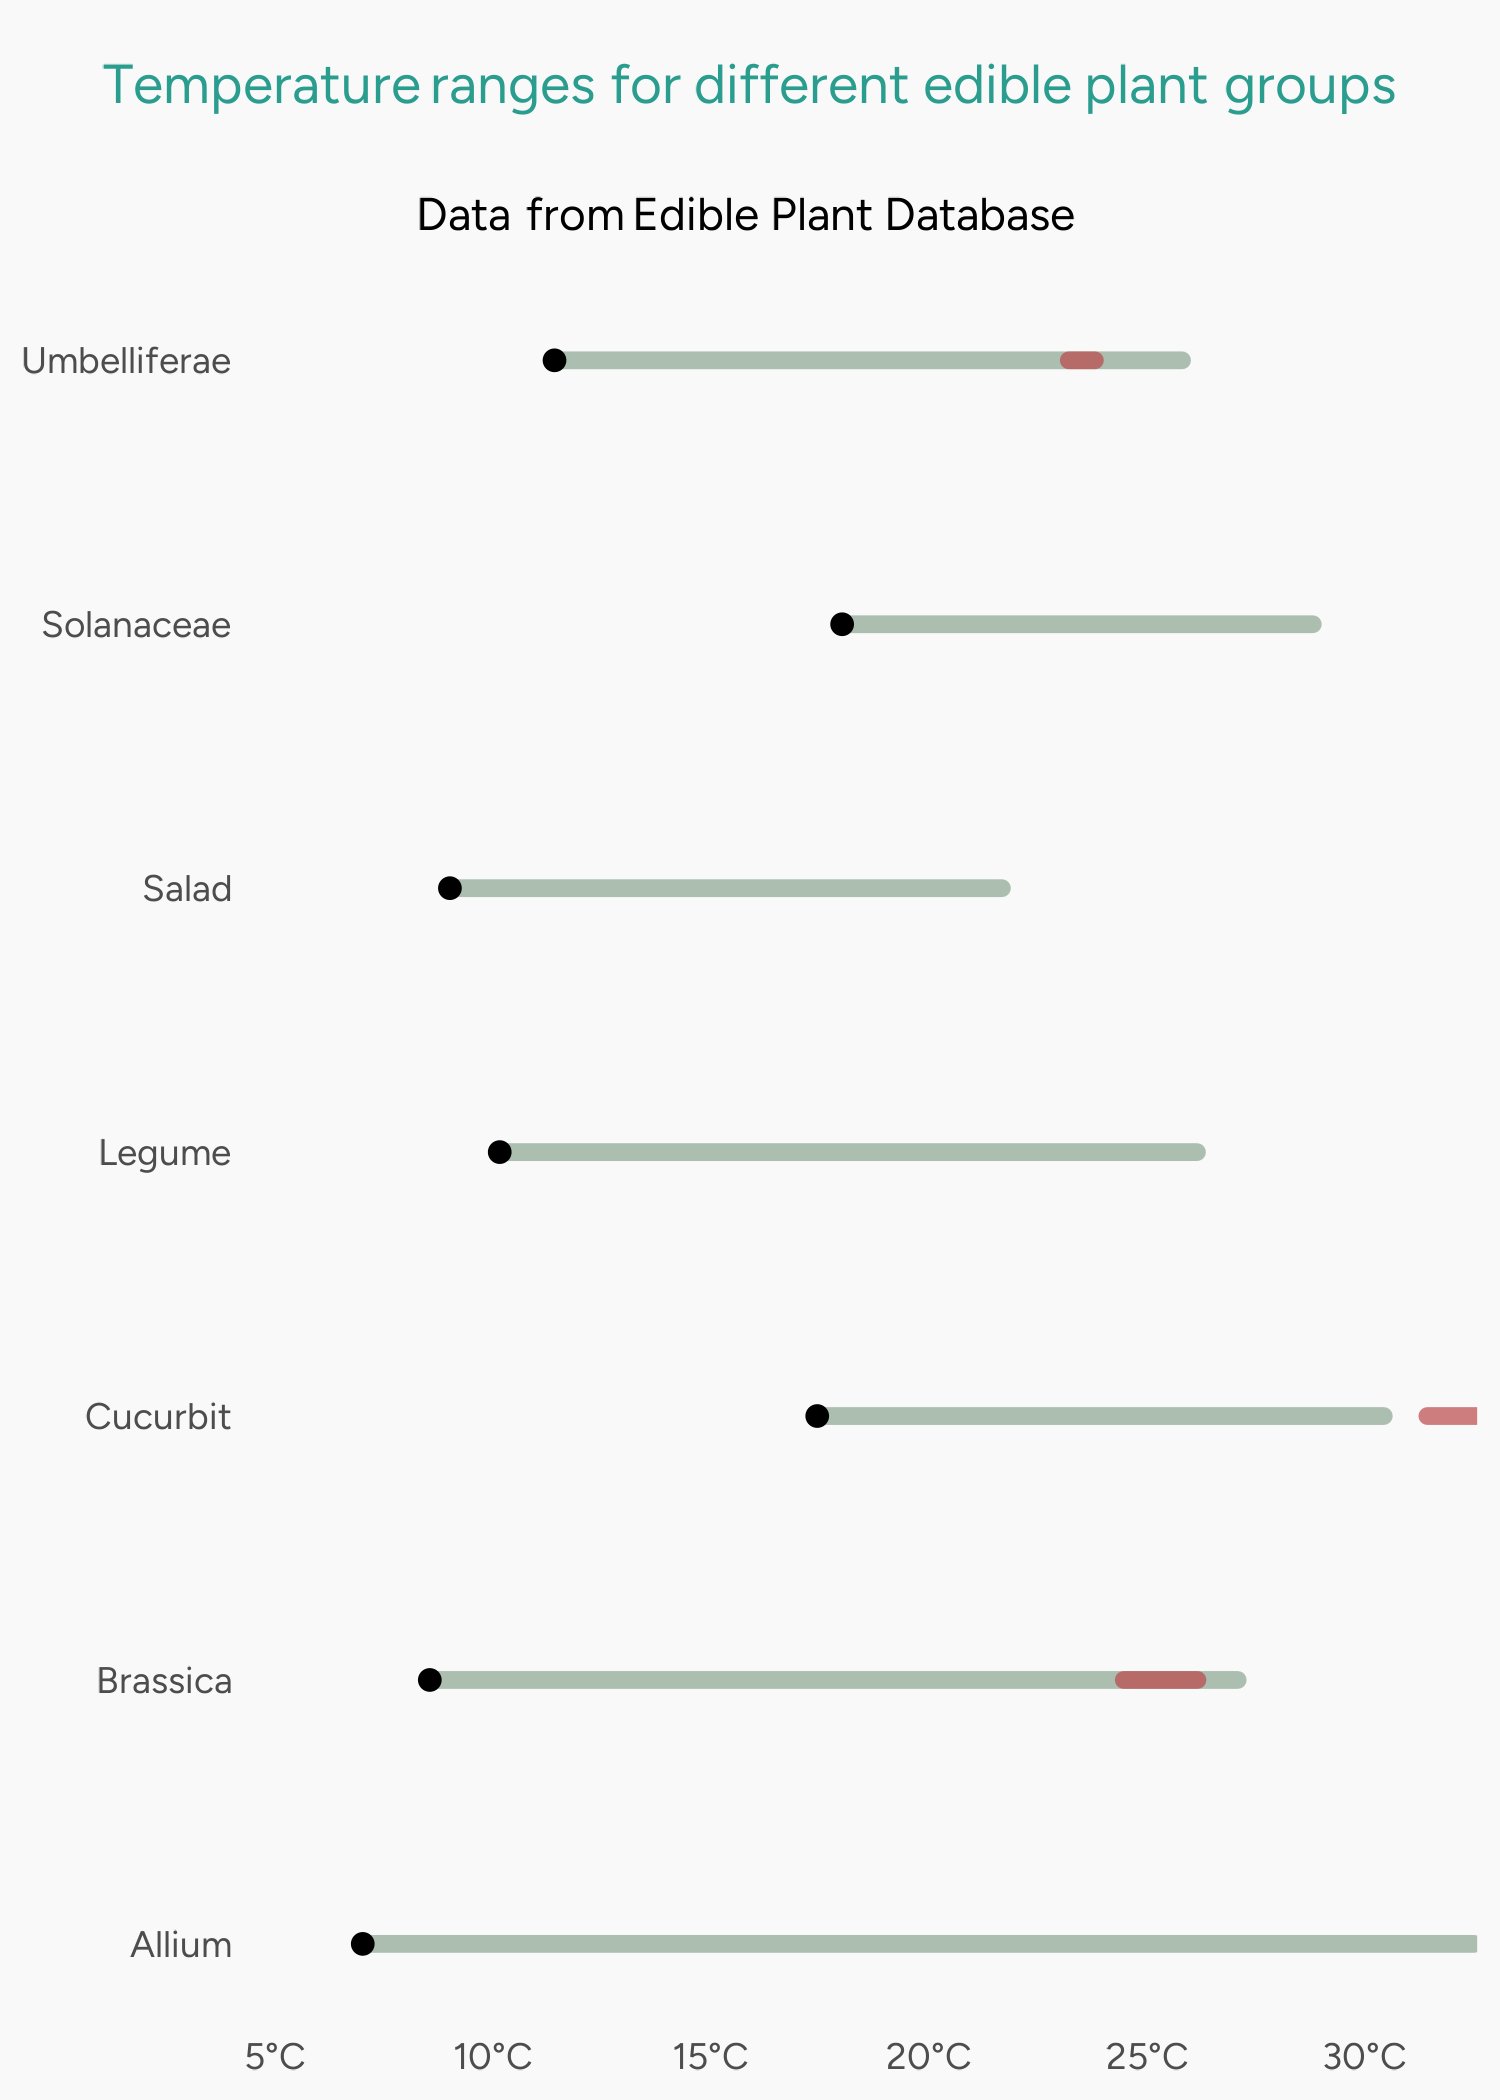 Temperature ranges for different edible plant groups
Data from Edible Plant Database
Umbelliferae
Solanaceae
Salad
Legume
Cucurbit
Brassica
Allium
5°C 10°C 15°C 20°C 25°C 30°C